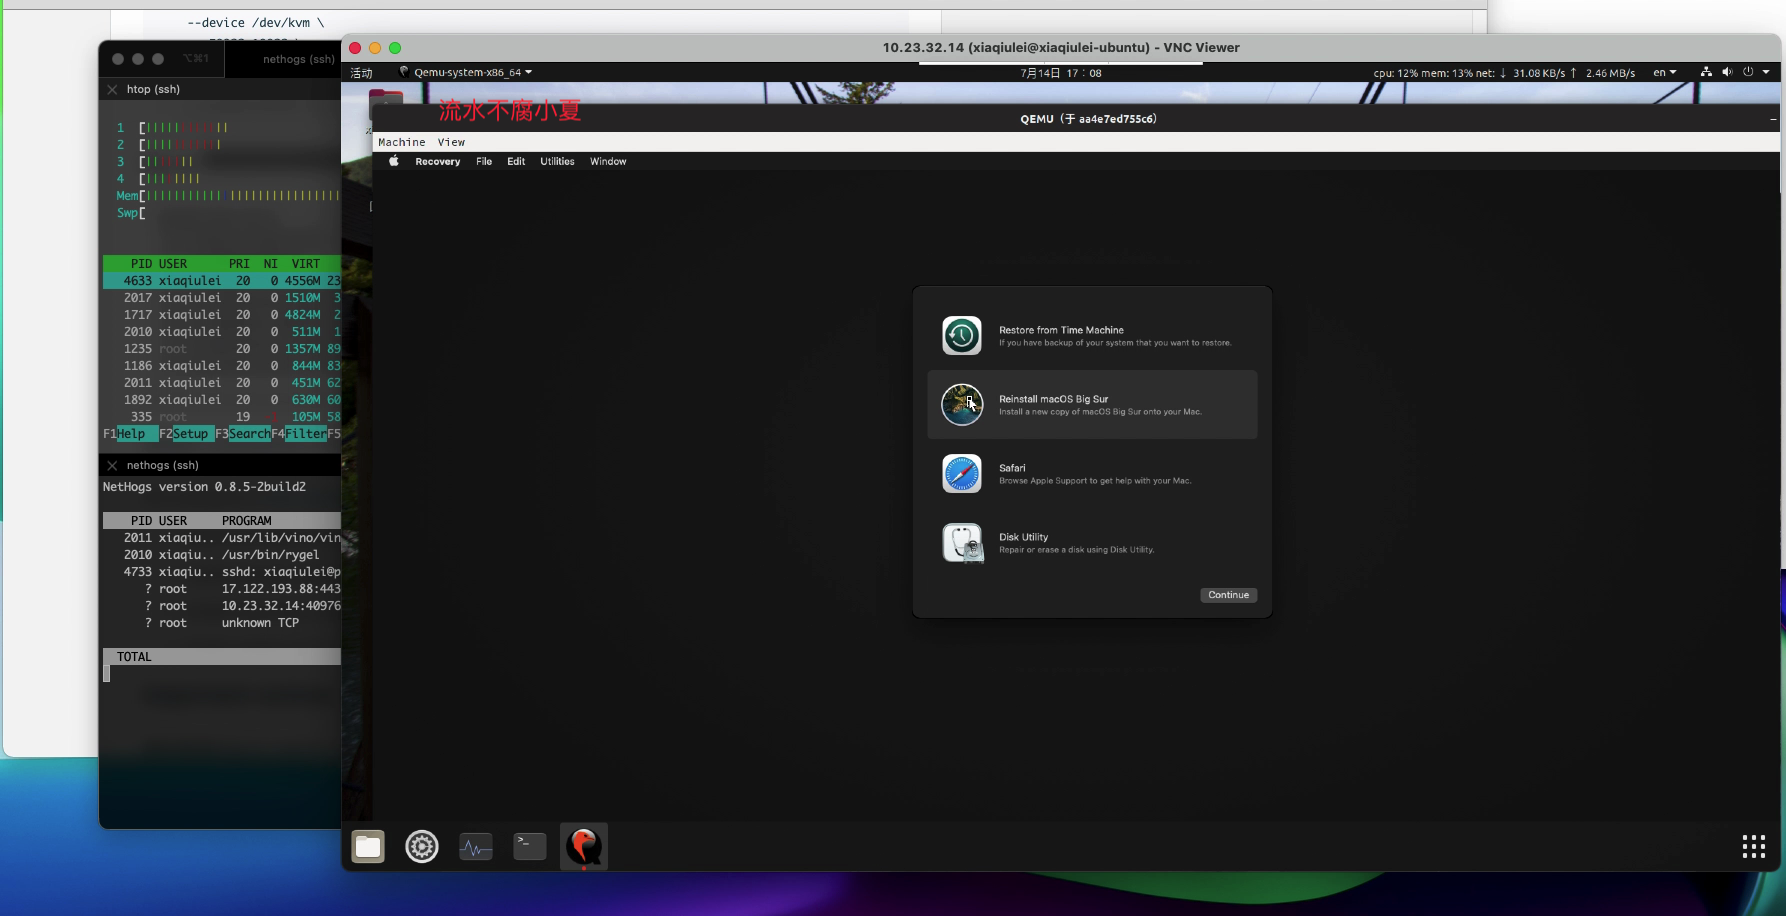 --device /dev/kvm \
⌥⌘1
nethogs (ssh)
htop (ssh)
1 [
2 [
3 [
4 [
Mem[
Swp[
PID USER PRI NI VIRT
4633 xiaqiulei 20 0 4556M 23
2017 xiaqiulei 20 0 1510M 3
1717 xiaqiulei 20 0 4824M 2
2010 xiaqiulei 20 0 511M 1
1235 root 20 0 1357M 89
1186 xiaqiulei 20 0 844M 83
2011 xiaqiulei 20 0 451M 62
1892 xiaqiulei 20 0 630M 60
335 root 19 105M 58
F1Help F2Setup F3SearchF4FilterF5
nethogs (ssh)
NetHogs version 0.8.5-2build2
PID USER PROGRAM
2011 xiaqiu.. /usr/lib/vino/vin
2010 xiaqiu.. /usr/bin/rygel
4733 xiaqiu.. sshd: xiaqiulei@p
? root 17.122.193.88:443
? root 10.23.32.14:40976
? root unknown TCP
TOTAL
10.23.32.14 (xiaqiulei@xiaqiulei-ubuntu) - VNC Viewer
活动 Qemu-system-x86_64 7月14日 17：08 cpu: 12% mem: 13% net: ↓ 31.08 KB/s ↑ 2.46 MB/s en
流水不腐小夏
QEMU（于 aa4e7ed755c6）
Machine View
Recovery File Edit Utilities Window
Restore from Time Machine
If you have backup of your system that you want to restore.
Reinstall macOS Big Sur
Install a new copy of macOS Big Sur onto your Mac.
Safari
Browse Apple Support to get help with your Mac.
Disk Utility
Repair or erase a disk using Disk Utility.
Continue